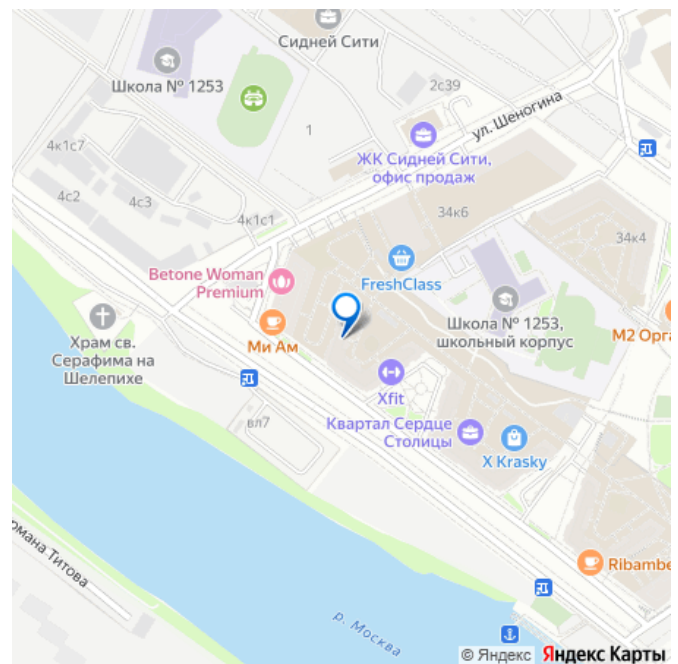 Сидней Сити
Школа № 1253
2с39
ул. Шеногина
1
4к1с7
ЖК Сидней Сити,
офис продаж
4с2
4с3
4к1с1
34к6
34к4
Betone Woman
Premium
FreshClass
Храм св.
Серафима на
Шелепихе
Ми Ам
Школа № 1253,
школьный корпус
М2 Орга
Xfit
вл7
Квартал Сердце
Столицы
X Krasky
Ribambe
омана Титова
р. Москва
© Яндекс Яндекс Карты